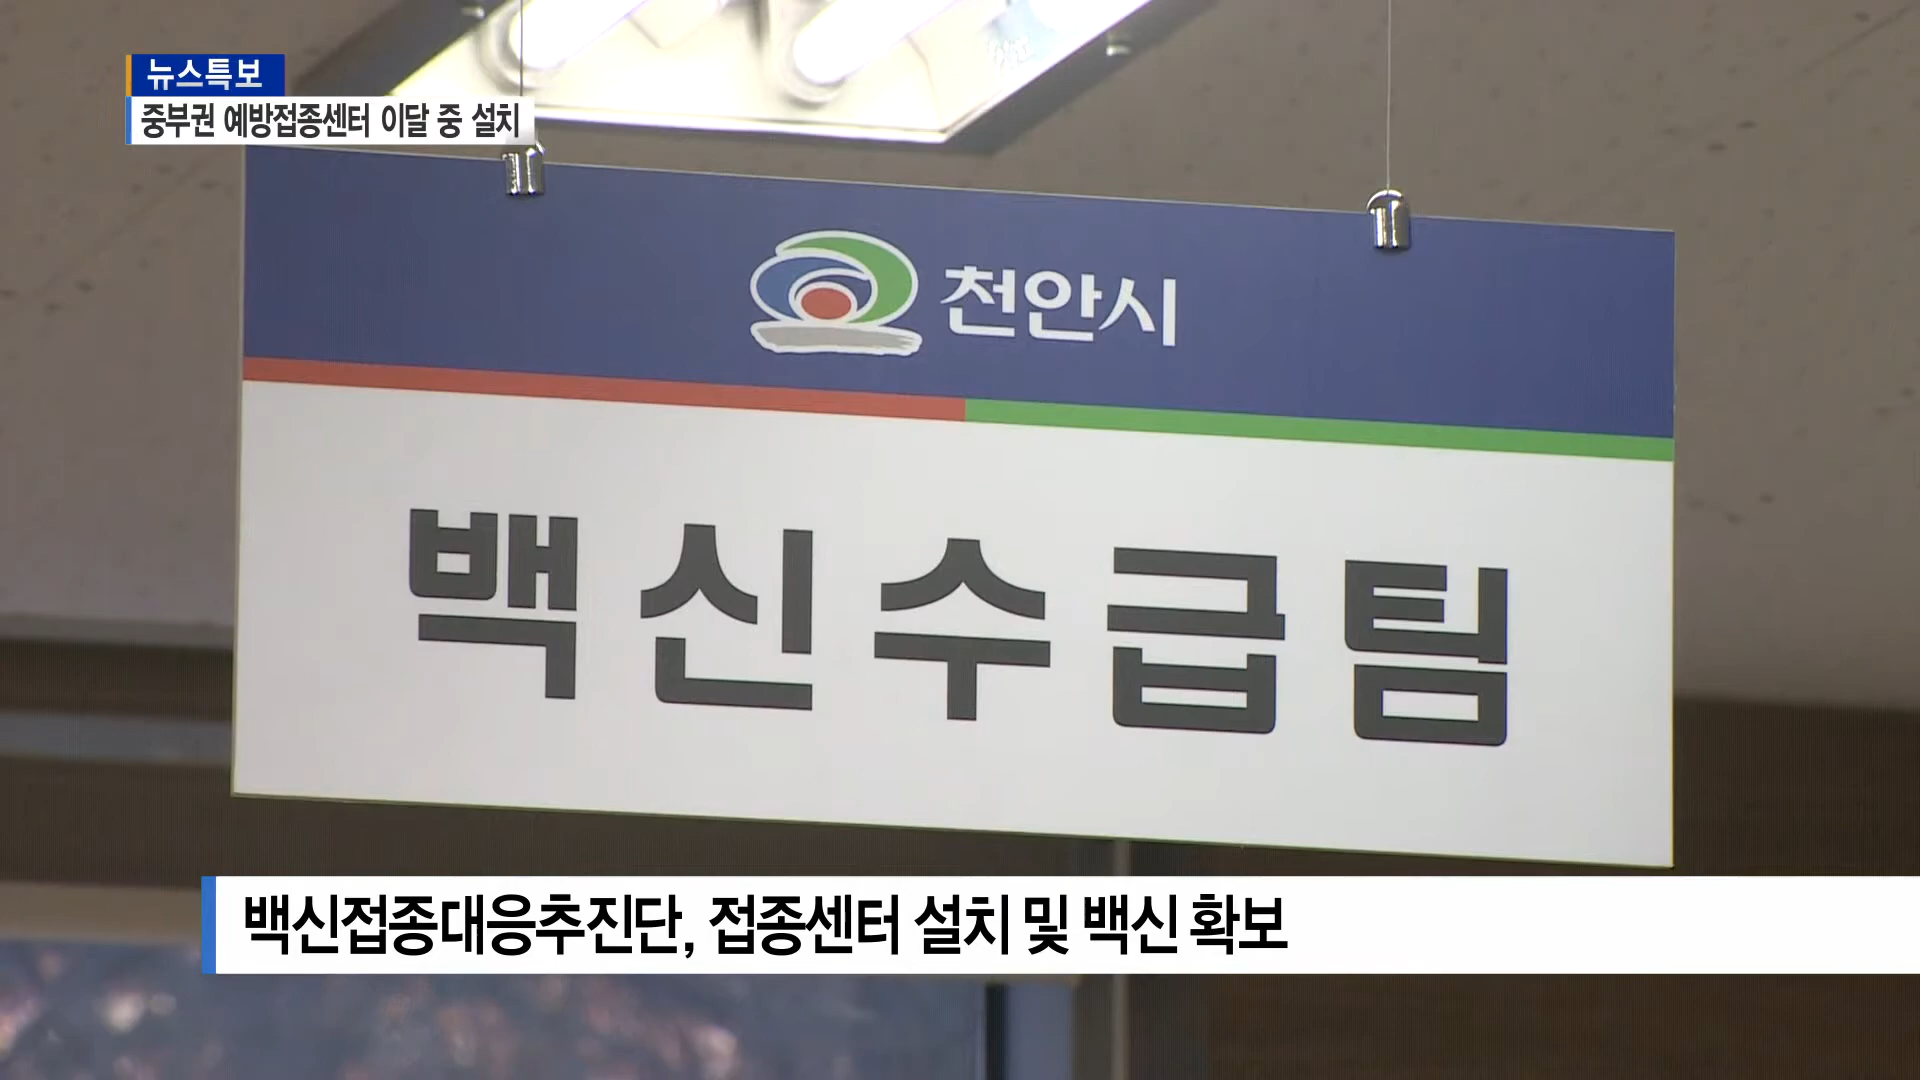 뉴스특보
중부권 예방접종센터 이달 중 설치
천안시
백신수급팀
백신접종대응추진단, 접종센터 설치 및 백신 확보